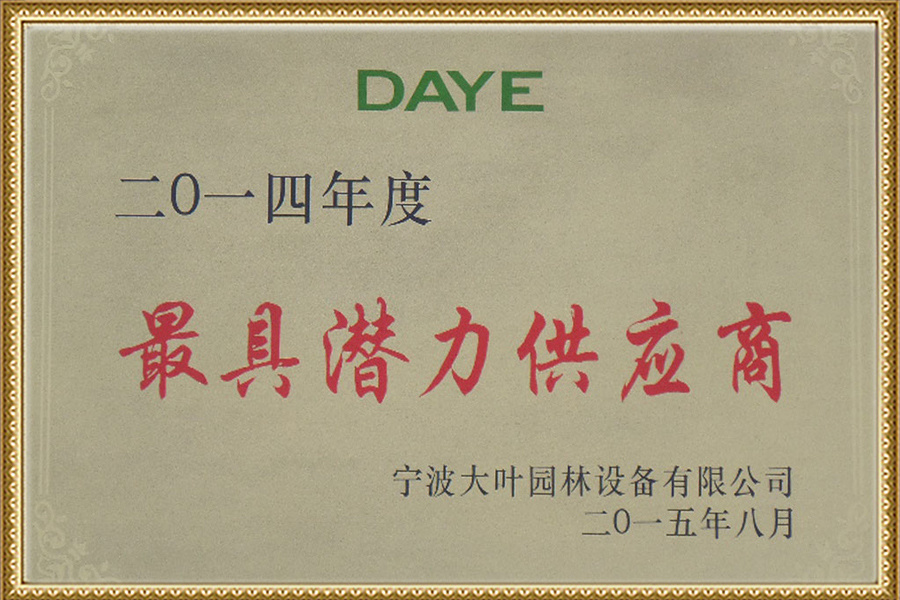 DAYE
二0一四年度
最具潜力供应商
宁波大叶园林设备有限公司
二0一五年八月